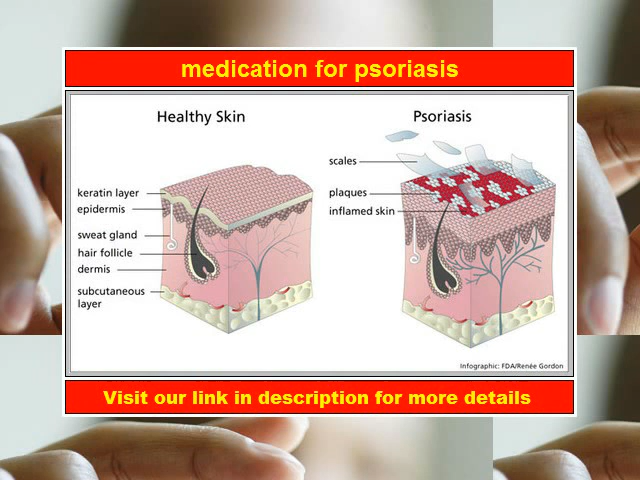 medication for psoriasis
Healthy Skin
keratin layer
epidermis
sweat gland
hair follicle
dermis
subcutaneous
layer
Psoriasis
scales
plaques
inflamed skin
Infographic: FDA/Renée Gordon
Visit our link in description for more details